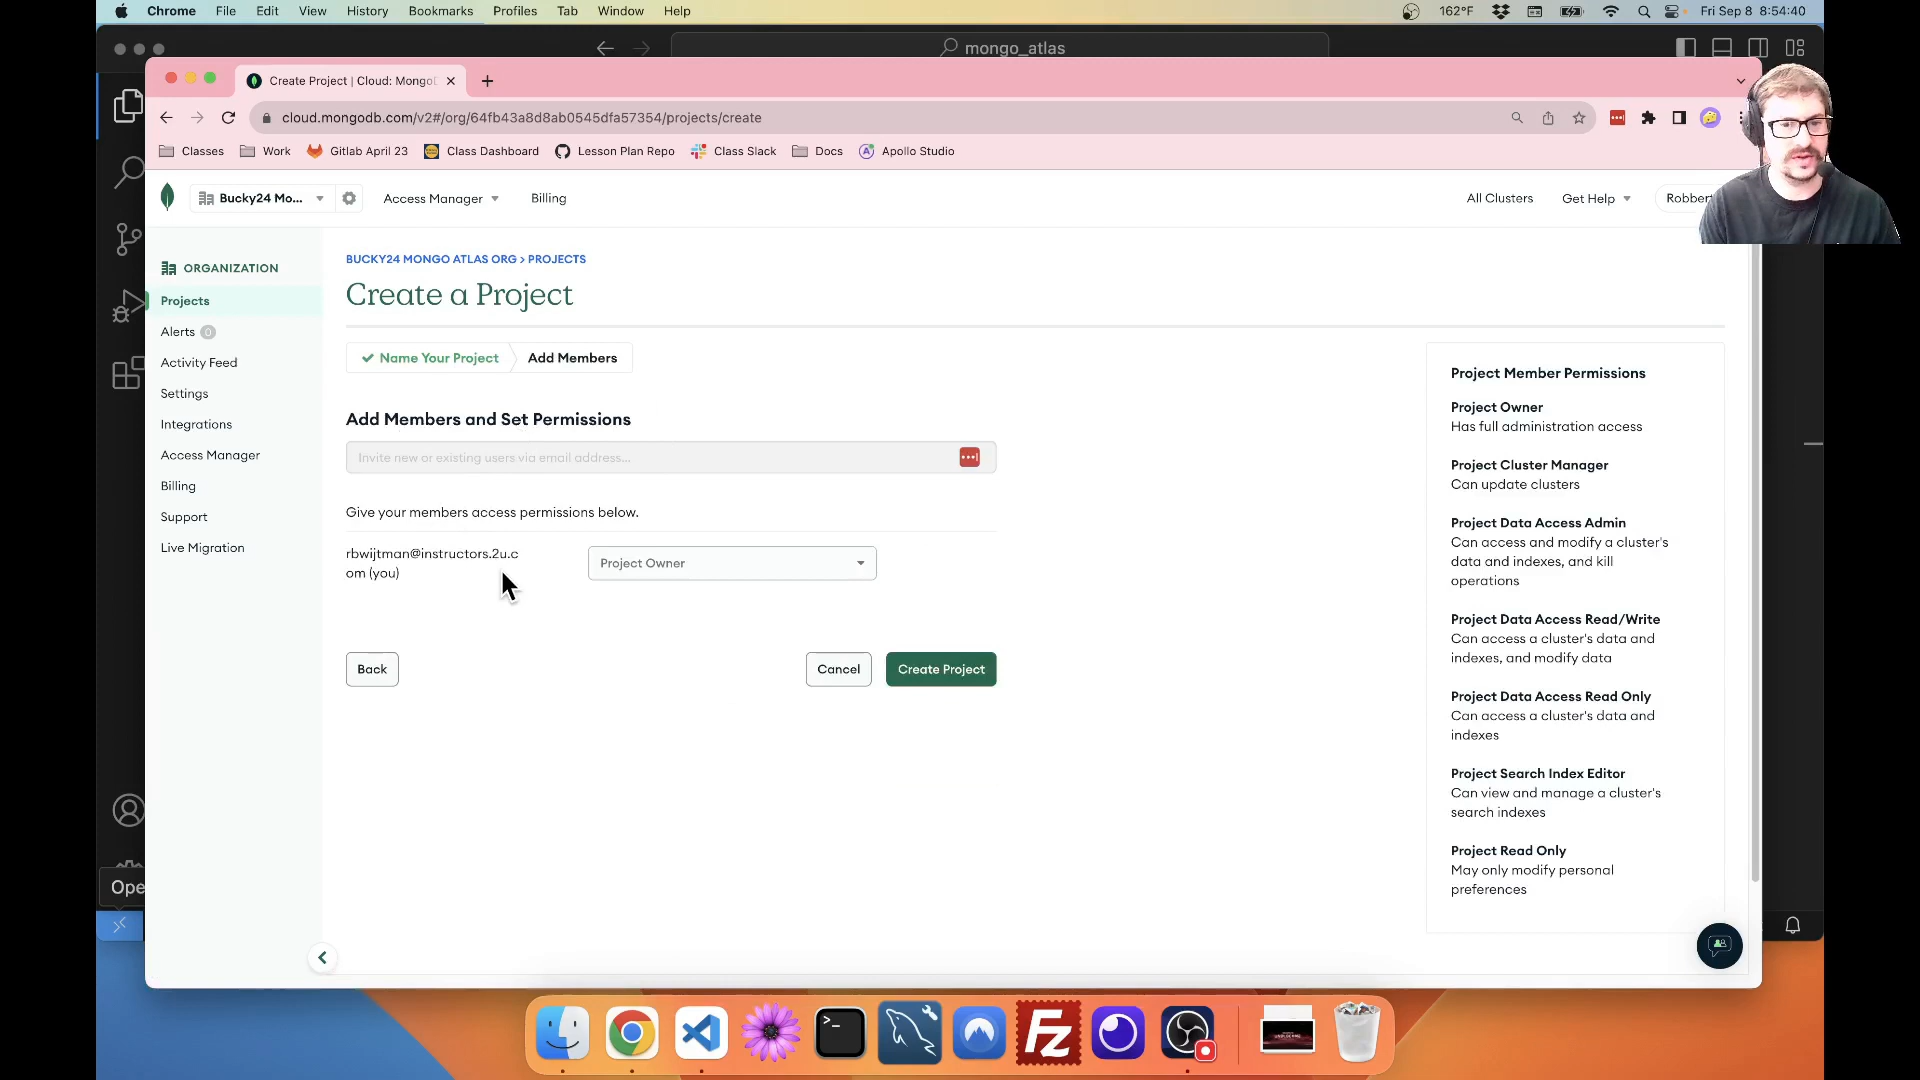 Chrome File Edit View History Bookmarks Profiles Tab Window Help 162°F Fri Sep 8 8:54:40
mongo_atlas
Create Project | Cloud: Mongo
cloud.mongodb.com/v2#/org/64fb43a8d8ab0545dfa57354/projects/create
Classes Work Gitlab April 23 Class Dashboard Lesson Plan Repo Class Slack Docs Apollo Studio
Bucky24 Mo... Access Manager Billing All Clusters Get Help Robbert
ORGANIZATION
Projects
Alerts 0
Activity Feed
Settings
Integrations
Access Manager
Billing
Support
Live Migration
BUCKY24 MONGO ATLAS ORG > PROJECTS
Create a Project
Name Your Project Add Members
Add Members and Set Permissions
Invite new or existing users via email address...
Give your members access permissions below.
rbwijtman@instructors.2u.c
om (you)
Project Owner
Back Cancel Create Project
Project Member Permissions
Project Owner
Has full administration access
Project Cluster Manager
Can update clusters
Project Data Access Admin
Can access and modify a cluster's
data and indexes, and kill
operations
Project Data Access Read/Write
Can access a cluster's data and
indexes, and modify data
Project Data Access Read Only
Can access a cluster's data and
indexes
Project Search Index Editor
Can view and manage a cluster's
search indexes
Project Read Only
May only modify personal
preferences
Ope
Fz